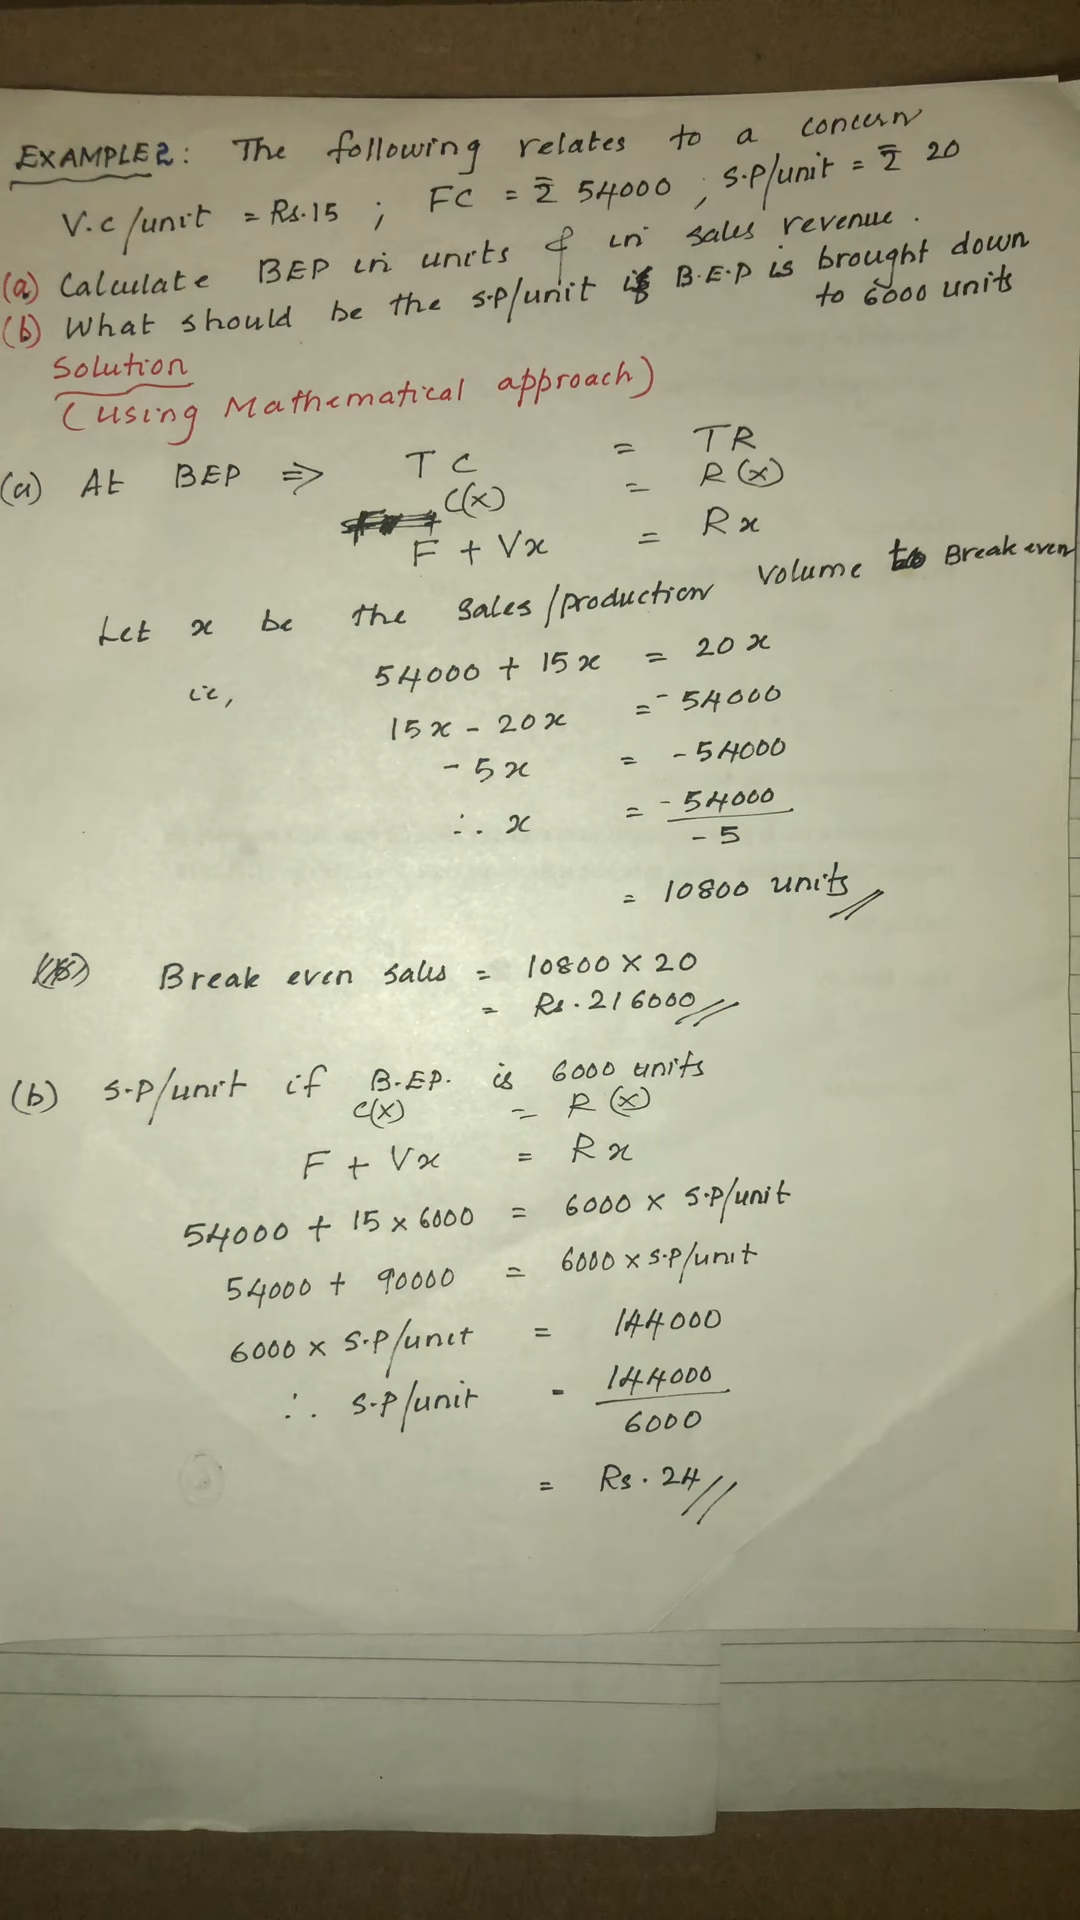 EXAMPLE 2: The following relates to a concern
V.C/unit = Rs.15 ; FC = ₹ 54000 ; S.P/unit = ₹ 20
(a) Calculate BEP in units & in sales revenue.
(b) What should be the S.P/unit if B.E.P is brought down
to 6000 units
Solution
(Using Mathematical approach)
(a) At BEP ⇒ TC = TR
C(x) = R(x)
F + Vx = Rx
Let x be the Sales/production volume to Break even
ie, 54000 + 15x = 20x
15x - 20x = -54000
-5x = -54000
∴ x = -54000 / -5
= 10800 units
Break even sales = 10800 X 20
= Rs. 216000
(b) S.P/unit if B.E.P. is 6000 units
C(x) = R(x)
F + Vx = Rx
54000 + 15 x 6000 = 6000 x S.P/unit
54000 + 90000 = 6000 x S.P/unit
6000 x S.P/unit = 144000
∴ S.P/unit = 144000 / 6000
= Rs. 24